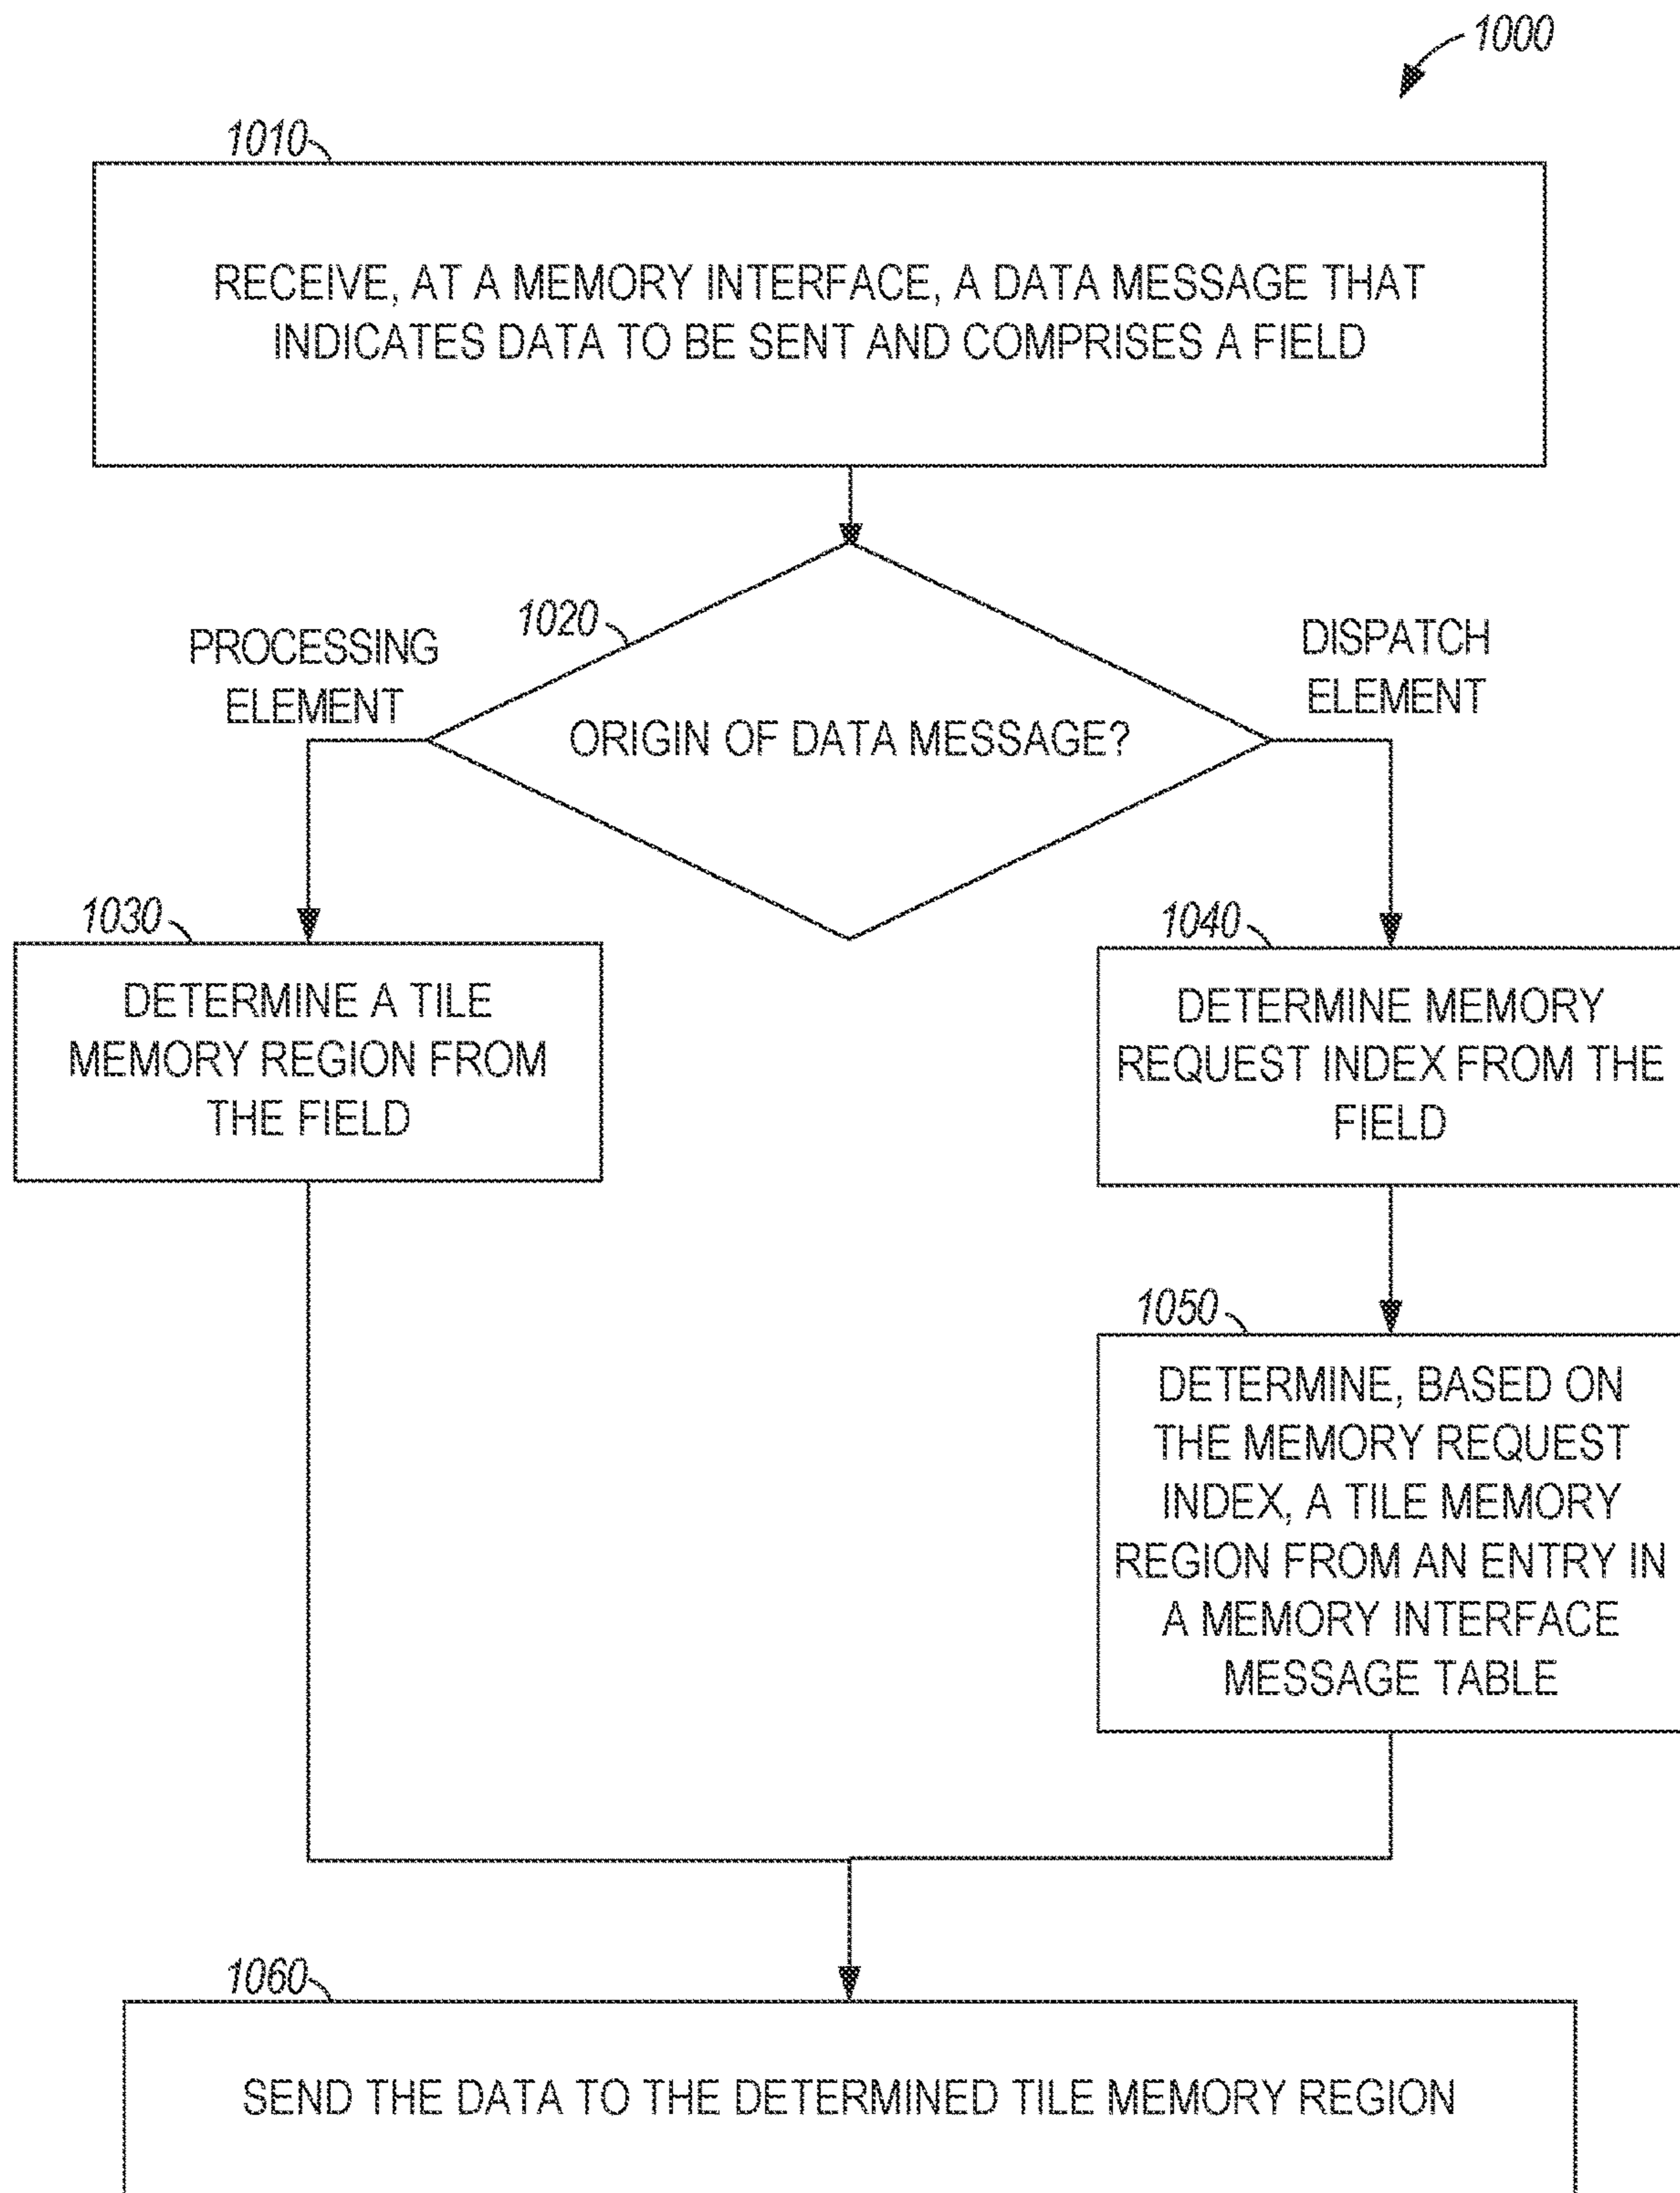 1000
1010
RECEIVE, AT A MEMORY INTERFACE, A DATA MESSAGE THAT
INDICATES DATA TO BE SENT AND COMPRISES A FIELD
1020
PROCESSING
ELEMENT
ORIGIN OF DATA MESSAGE?
DISPATCH
ELEMENT
1030
DETERMINE A TILE
MEMORY REGION FROM
THE FIELD
1040
DETERMINE MEMORY
REQUEST INDEX FROM THE
FIELD
1050
DETERMINE, BASED ON
THE MEMORY REQUEST
INDEX, A TILE MEMORY
REGION FROM AN ENTRY IN
A MEMORY INTERFACE
MESSAGE TABLE
1060
SEND THE DATA TO THE DETERMINED TILE MEMORY REGION